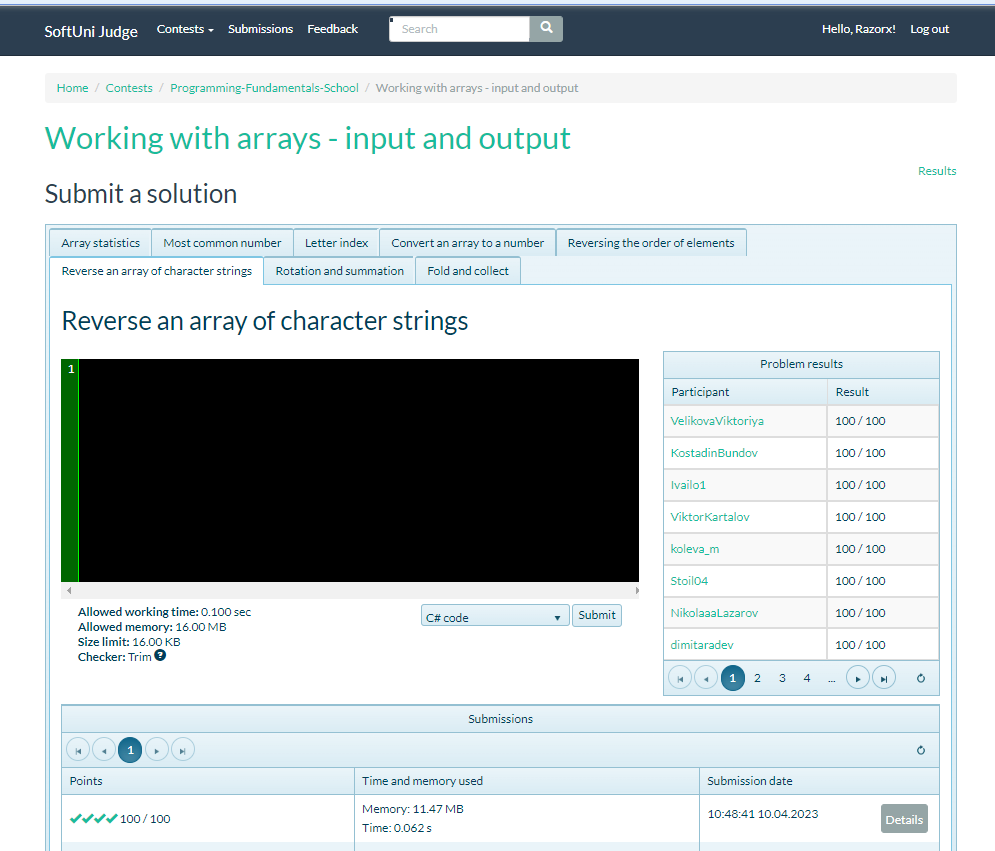 SoftUni Judge Contests Submissions Feedback Search Hello, Razorx! Log out
Home / Contests / Programming-Fundamentals-School / Working with arrays - input and output
Working with arrays - input and output
Results
Submit a solution
Array statistics Most common number Letter index Convert an array to a number Reversing the order of elements
Reverse an array of character strings Rotation and summation Fold and collect
Reverse an array of character strings
1
Allowed working time: 0.100 sec
Allowed memory: 16.00 MB
Size limit: 16.00 KB
Checker: Trim ?
C# code Submit
Problem results
Participant Result
VelikovaViktoriya 100 / 100
KostadinBundov 100 / 100
Ivailo1 100 / 100
ViktorKartalov 100 / 100
koleva_m 100 / 100
Stoil04 100 / 100
NikolaaaLazarov 100 / 100
dimitaradev 100 / 100
1 2 3 4 ...
Submissions
1
Points Time and memory used Submission date
100 / 100 Memory: 11.47 MB
Time: 0.062 s
10:48:41 10.04.2023 Details